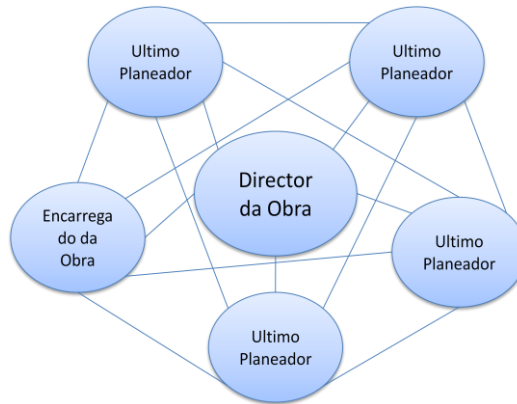 Ultimo
Planeador
Ultimo
Planeador
Director
da Obra
Encarrega
do da
Obra
Ultimo
Planeador
Ultimo
Planeador